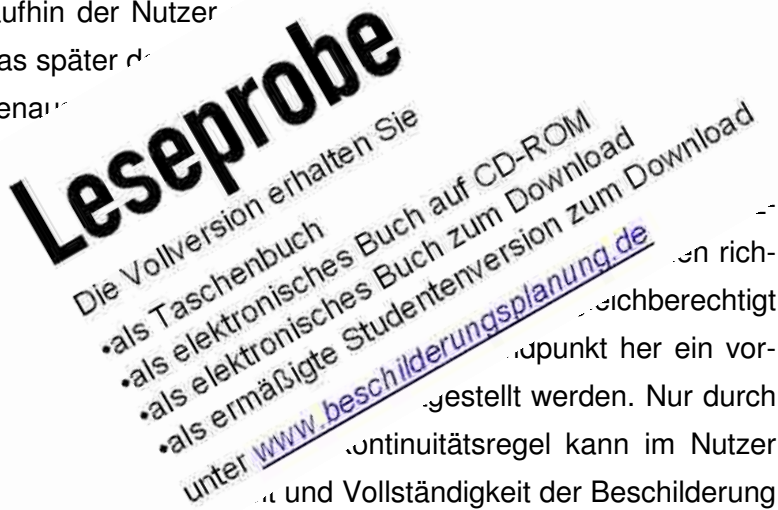 der Nutzer
as später
Leseprobe
Die Vollversion erhalten Sie
•als Taschenbuch
•als elektronisches Buch auf CD-ROM
•als elektronisches Buch zum Download
•als ermäßigte Studentenversion zum Download
unter www.beschilderungsplanung.de
rich-
eichberechtigt
punkt her ein vor-
gestellt werden. Nur durch
ontinuitätsregel kann im Nutzer
und Vollständigkeit der Beschilderung